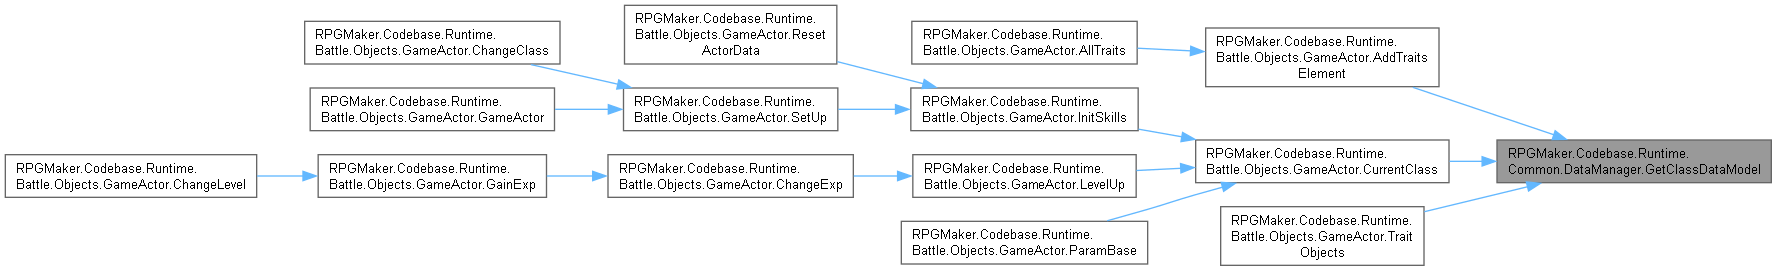 RPGMaker.Codebase.Runtime.
Battle.Objects.GameActor.ChangeClass
RPGMaker.Codebase.Runtime.
Battle.Objects.GameActor.Reset
ActorData
RPGMaker.Codebase.Runtime.
Battle.Objects.GameActor.AllTraits
RPGMaker.Codebase.Runtime.
Battle.Objects.GameActor.AddTraits
Element
RPGMaker.Codebase.Runtime.
Battle.Objects.GameActor.GameActor
RPGMaker.Codebase.Runtime.
Battle.Objects.GameActor.SetUp
RPGMaker.Codebase.Runtime.
Battle.Objects.GameActor.InitSkills
RPGMaker.Codebase.Runtime.
Battle.Objects.GameActor.ChangeLevel
RPGMaker.Codebase.Runtime.
Battle.Objects.GameActor.GainExp
RPGMaker.Codebase.Runtime.
Battle.Objects.GameActor.ChangeExp
RPGMaker.Codebase.Runtime.
Battle.Objects.GameActor.LevelUp
RPGMaker.Codebase.Runtime.
Battle.Objects.GameActor.CurrentClass
RPGMaker.Codebase.Runtime.
Common.DataManager.GetClassDataModel
RPGMaker.Codebase.Runtime.
Battle.Objects.GameActor.ParamBase
RPGMaker.Codebase.Runtime.
Battle.Objects.GameActor.Trait
Objects